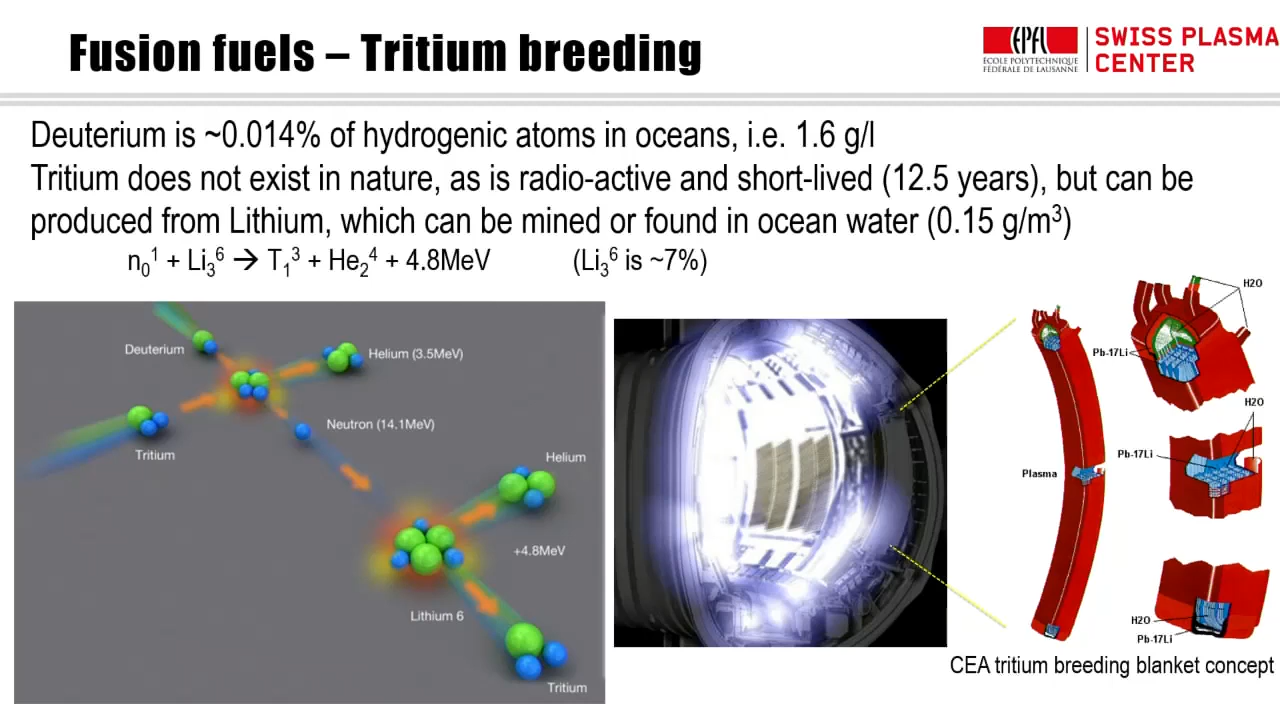 Fusion fuels – Tritium breeding
EPFL
ECOLE POLYTECHNIQUE
FÉDÉRALE DE LAUSANNE
SWISS PLASMA
CENTER
Deuterium is ~0.014% of hydrogenic atoms in oceans, i.e. 1.6 g/l
Tritium does not exist in nature, as is radio-active and short-lived (12.5 years), but can be
produced from Lithium, which can be mined or found in ocean water (0.15 g/m³)
n₀¹ + Li₃⁶ → T₁³ + He₂⁴ + 4.8MeV (Li₃⁶ is ~7%)
Deuterium
Helium (3.5MeV)
Neutron (14.1MeV)
Tritium
Helium
+4.8MeV
Lithium 6
Tritium
Plasma
H2O
Pb-17Li
H2O
Pb-17Li
H2O
Pb-17Li
CEA tritium breeding blanket concept